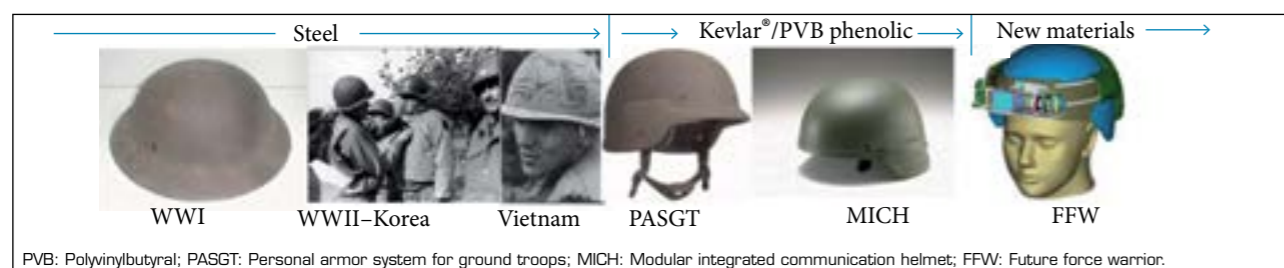 Steel Kevlar®/PVB phenolic New materials
WWI WWII–Korea Vietnam PASGT MICH FFW
PVB: Polyvinylbutyral; PASGT: Personal armor system for ground troops; MICH: Modular integrated communication helmet; FFW: Future force warrior.